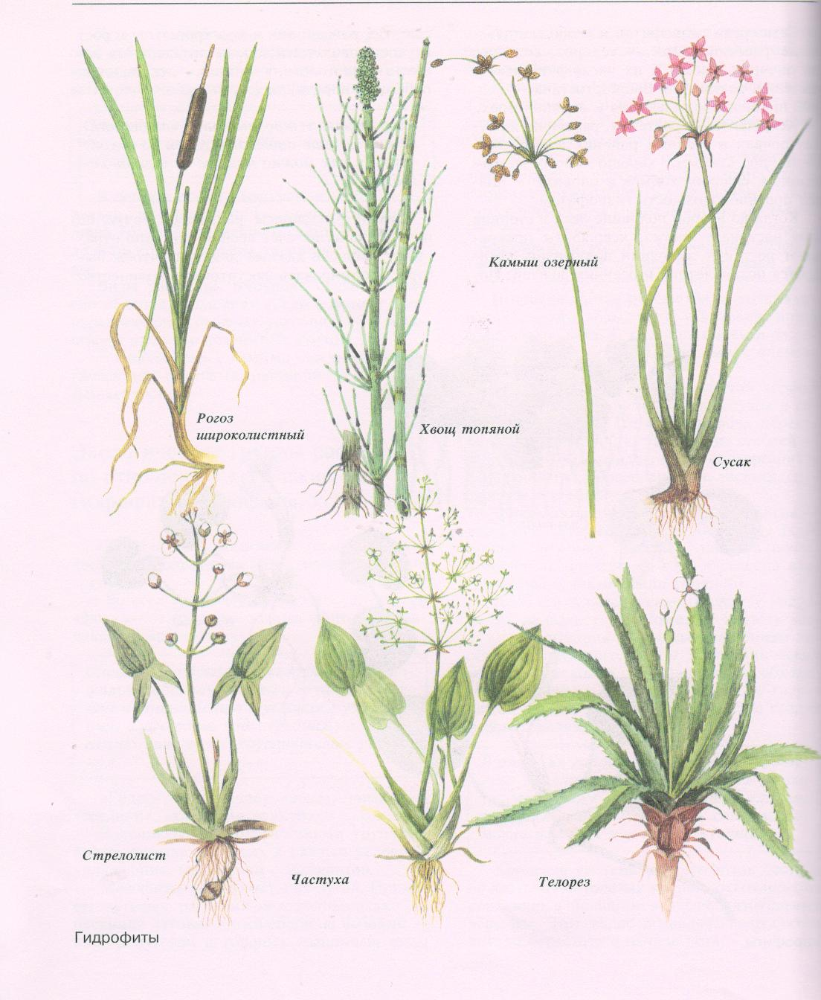 Камыш озерный
Рогоз
широколистный
Хвощ топяной
Сусак
Стрелолист
Частуха
Телорез
Гидрофиты